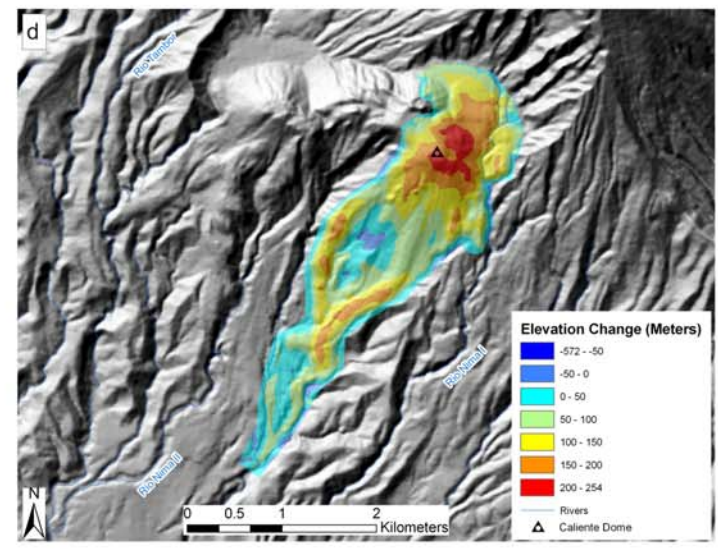 d
Rio Tambor
Elevation Change (Meters)
-572 - -50
-50 - 0
0 - 50
50 - 100
100 - 150
150 - 200
200 - 254
Rivers
Caliente Dome
Rio Nima I
Rio Nima II
N
0 0.5 1 2
Kilometers